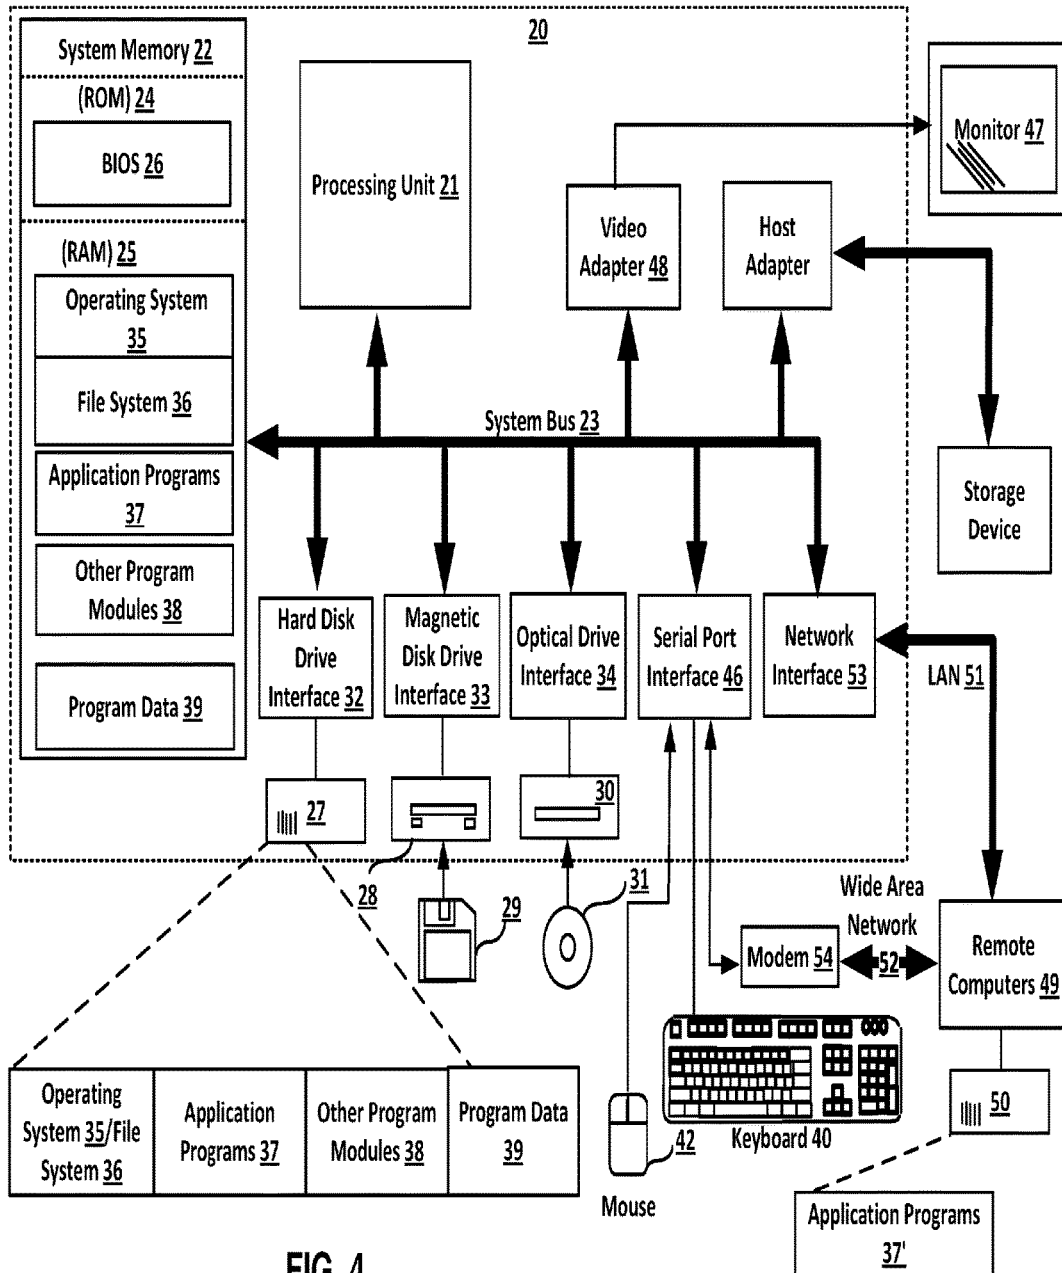 20
System Memory 22
(ROM) 24
BIOS 26
(RAM) 25
Operating System
35
File System 36
Application Programs
37
Other Program
Modules 38
Program Data 39
Processing Unit 21
Video
Adapter 48
Host
Adapter
Monitor 47
System Bus 23
Storage
Device
Hard Disk
Drive
Interface 32
Magnetic
Disk Drive
Interface 33
Optical Drive
Interface 34
Serial Port
Interface 46
Network
Interface 53
LAN 51
27
28
30
29
31
Wide Area
Network
52
Modem 54
Remote
Computers 49
50
Operating
System 35/File
System 36
Application
Programs 37
Other Program
Modules 38
Program Data
39
42
Mouse
Keyboard 40
Application Programs
37'
FIG. 4